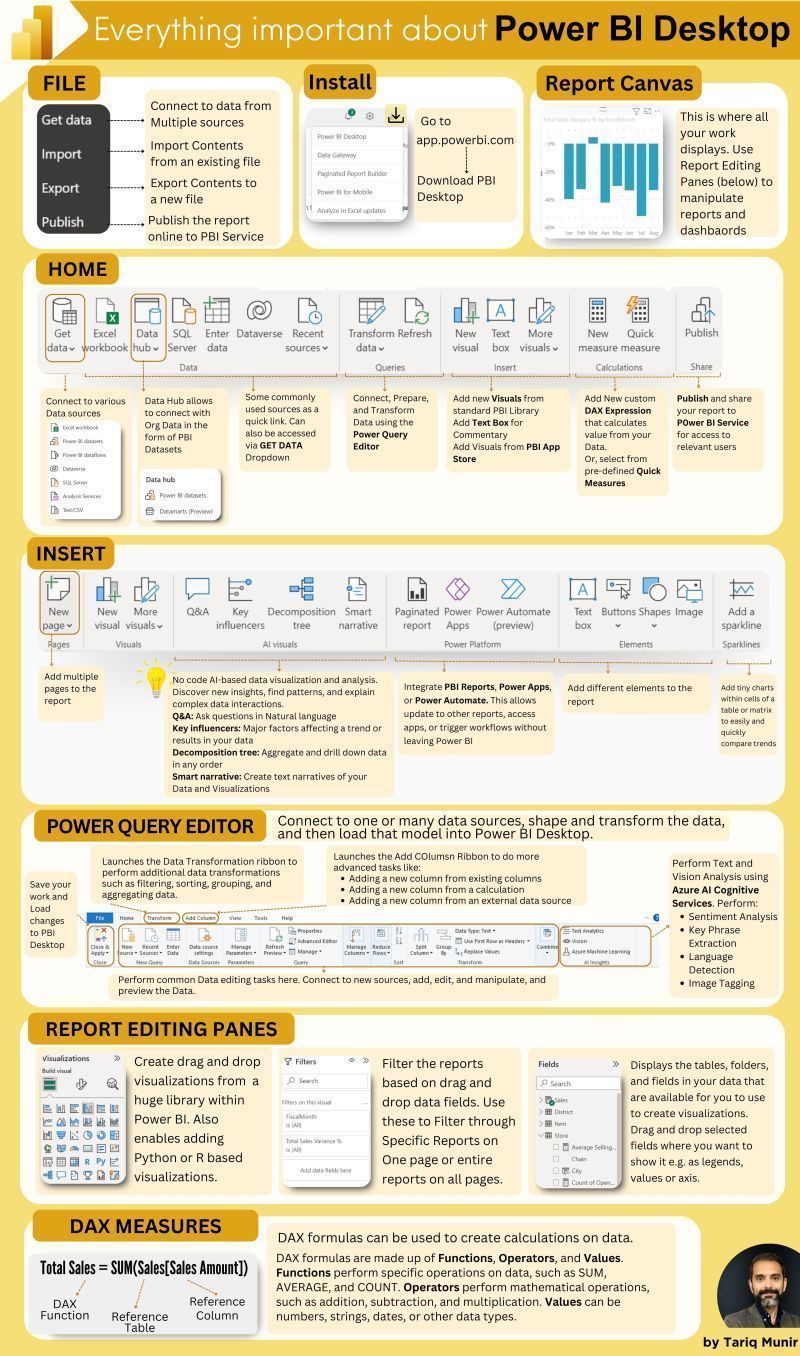 Everything important about Power BI Desktop
FILE
Get data
Connect to data from
Multiple sources
Import
Import Contents
from an existing file
Export
Export Contents to
a new file
Publish
Publish the report
online to PBI Service
Install
Power BI Desktop
Data Gateway
Paginated Report Builder
Power BI for Mobile
Analyze in Excel updates
Go to
app.powerbi.com
Download PBI
Desktop
Report Canvas
Total Sales Variance % by FiscalMonth
0%
-20%
-40%
-60%
Jan Feb Mar Apr May Jun Jul Aug
This is where all
your work
displays. Use
Report Editing
Panes (below) to
manipulate
reports and
dashbaords
HOME
Get
data
Excel
workbook
Data
hub
SQL
Server
Enter
data
Dataverse
Recent
sources
Transform
data
Refresh
New
visual
Text
box
More
visuals
New
measure
Quick
measure
Publish
Data
Queries
Insert
Calculations
Share
Connect to various
Data sources
Excel workbook
Power BI datasets
Power BI dataflows
Dataverse
SQL Server
Analysis Services
Text/CSV
Data Hub allows
to connect with
Org Data in the
form of PBI
Datasets
Data hub
Power BI datasets
Datamarts (Preview)
Some commonly
used sources as a
quick link. Can
also be accessed
via GET DATA
Dropdown
Connect, Prepare,
and Transform
Data using the
Power Query
Editor
Add new Visuals from
standard PBI Library
Add Text Box for
Commentary
Add Visuals from PBI App
Store
Add New custom
DAX Expression
that calculates
value from your
Data.
Or, select from
pre-defined Quick
Measures
Publish and share
your report to
P0wer BI Service
for access to
relevant users
INSERT
New
page
New
visual
More
visuals
Q&A
Key
influencers
Decomposition
tree
Smart
narrative
Paginated
report
Power
Apps
Power Automate
(preview)
Text
box
Buttons
Shapes
Image
Add a
sparkline
Pages
Visuals
AI visuals
Power Platform
Elements
Sparklines
Add multiple
pages to the
report
No code AI-based data visualization and analysis.
Discover new insights, find patterns, and explain
complex data interactions.
Q&A: Ask questions in Natural language
Key influencers: Major factors affecting a trend or
results in your data
Decomposition tree: Aggregate and drill down data
in any order
Smart narrative: Create text narratives of your
Data and Visualizations
Integrate PBI Reports, Power Apps,
or Power Automate. This allows
update to other reports, access
apps, or trigger workflows without
leaving Power BI
Add different elements to the
report
Add tiny charts
within cells of a
table or matrix
to easily and
quickly
compare trends
POWER QUERY EDITOR
Connect to one or many data sources, shape and transform the data,
and then load that model into Power BI Desktop.
Save your
work and
Load
changes
to PBI
Desktop
Launches the Data Transformation ribbon to
perform additional data transformations
such as filtering, sorting, grouping, and
aggregating data.
Launches the Add COlumsn Ribbon to do more
advanced tasks like:
• Adding a new column from existing columns
• Adding a new column from a calculation
• Adding a new column from an external data source
File Home Transform Add Column View Tools Help
Close &
Apply
Close
New
Source
Recent
Sources
Enter
Data
New Query
Data source
settings
Data Sources
Manage
Parameters
Parameters
Refresh
Preview
Properties
Advanced Editor
Manage
Query
Manage
Columns
Reduce
Rows
Sort
Split
Column
Group
By
Data Type: Text
Use First Row as Headers
Replace Values
Transform
Combine
Text Analytics
Vision
Azure Machine Learning
AI Insights
Perform common Data editing tasks here. Connect to new sources, add, edit, and manipulate, and
preview the Data.
Perform Text and
Vision Analysis using
Azure AI Cognitive
Services. Perform:
• Sentiment Analysis
• Key Phrase
Extraction
• Language
Detection
• Image Tagging
REPORT EDITING PANES
Visualizations
Build visual
R Py
Create drag and drop
visualizations from a
huge library within
Power BI. Also
enables adding
Python or R based
visualizations.
Filters
Search
Filters on this visual
FiscalMonth
is (All)
Total Sales Variance %
is (All)
Add data fields here
Filter the reports
based on drag and
drop data fields. Use
these to Filter through
Specific Reports on
One page or entire
reports on all pages.
Fields
Search
Sales
District
Item
Store
Average Selling...
Chain
City
Count of Open...
Displays the tables, folders,
and fields in your data that
are available for you to use
to create visualizations.
Drag and drop selected
fields where you want to
show it e.g. as legends,
values or axis.
DAX MEASURES
Total Sales = SUM(Sales[Sales Amount])
DAX
Function
Reference
Table
Reference
Column
DAX formulas can be used to create calculations on data.
DAX formulas are made up of Functions, Operators, and Values.
Functions perform specific operations on data, such as SUM,
AVERAGE, and COUNT. Operators perform mathematical operations,
such as addition, subtraction, and multiplication. Values can be
numbers, strings, dates, or other data types.
by Tariq Munir